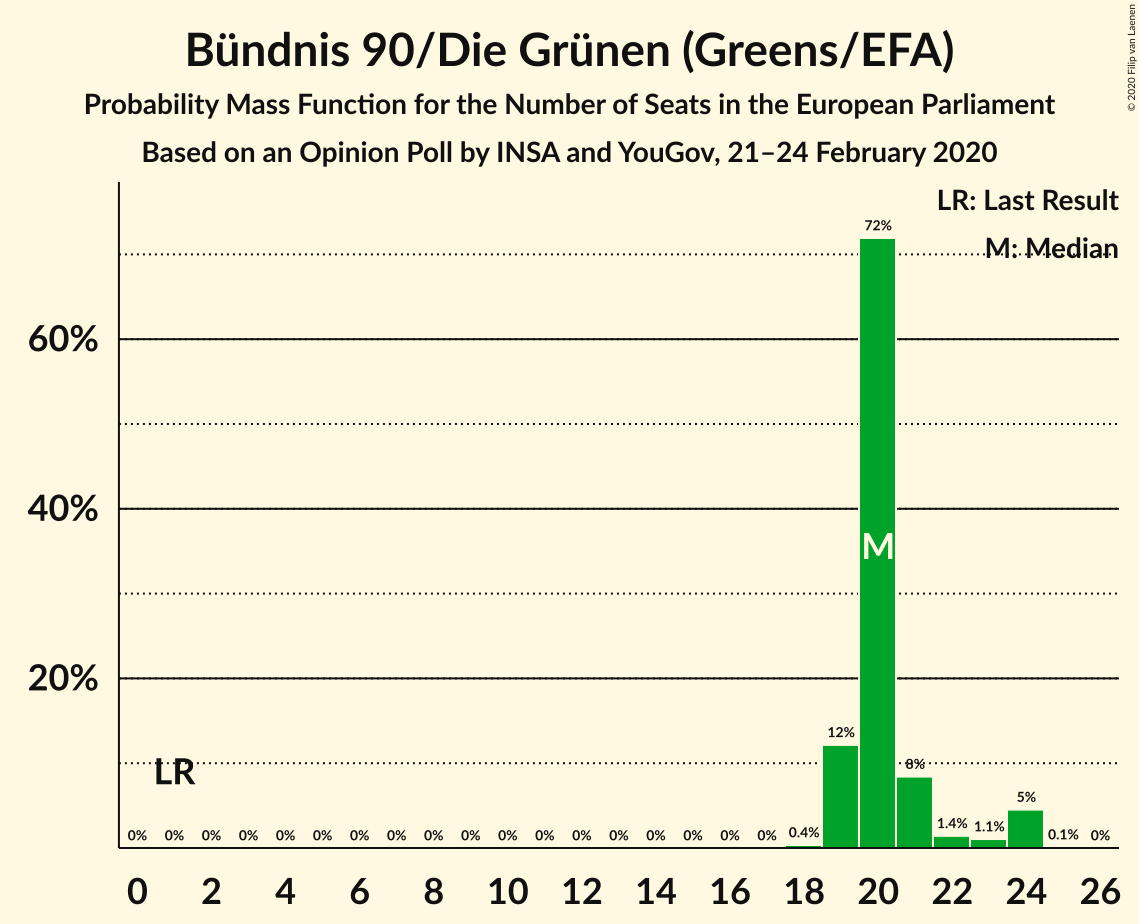 Bündnis 90/Die Grünen (Greens/EFA)
Probability Mass Function for the Number of Seats in the European Parliament
Based on an Opinion Poll by INSA and YouGov, 21–24 February 2020
© 2020 Filip van Laenen
LR: Last Result
M: Median
72%
60%
40%
M
20%
12%
8%
LR
5%
0% 0% 0% 0% 0% 0% 0% 0% 0% 0% 0% 0% 0% 0% 0% 0% 0% 0% 0.4% 1.4% 1.1% 0.1% 0%
0 2 4 6 8 10 12 14 16 18 20 22 24 26